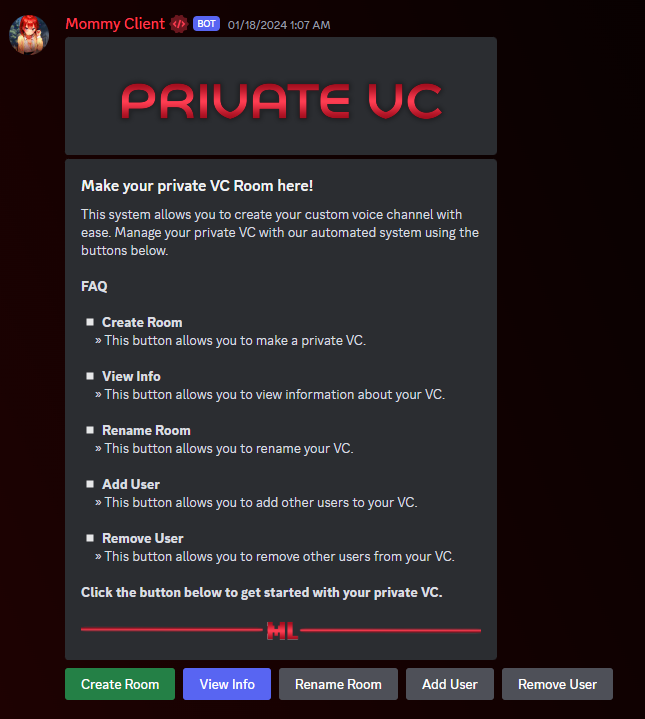 Mommy Client </> BOT 01/18/2024 1:07 AM
PRIVATE VC
Make your private VC Room here!
This system allows you to create your custom voice channel with
ease. Manage your private VC with our automated system using the
buttons below.
FAQ
Create Room
» This button allows you to make a private VC.
View Info
» This button allows you to view information about your VC.
Rename Room
» This button allows you to rename your VC.
Add User
» This button allows you to add other users to your VC.
Remove User
» This button allows you to remove other users from your VC.
Click the button below to get started with your private VC.
ML
Create Room View Info Rename Room Add User Remove User